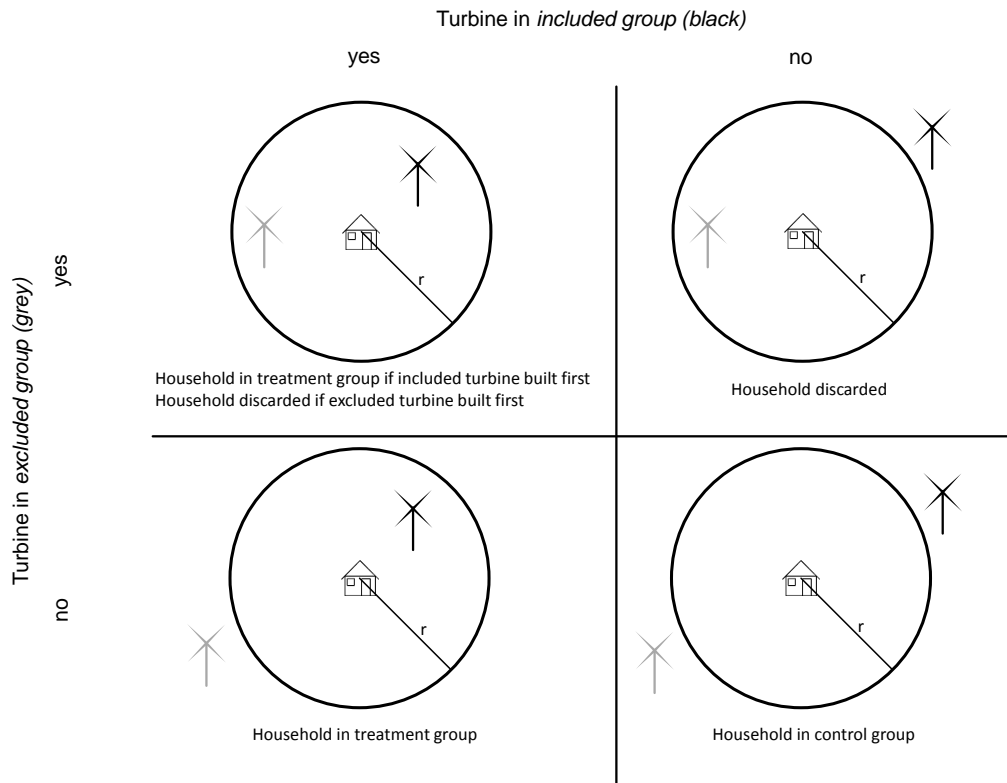 Turbine in included group (black)
yes
no
Turbine in excluded group (grey)
yes
r
r
Household in treatment group if included turbine built first
Household discarded if excluded turbine built first
Household discarded
no
r
r
Household in treatment group
Household in control group